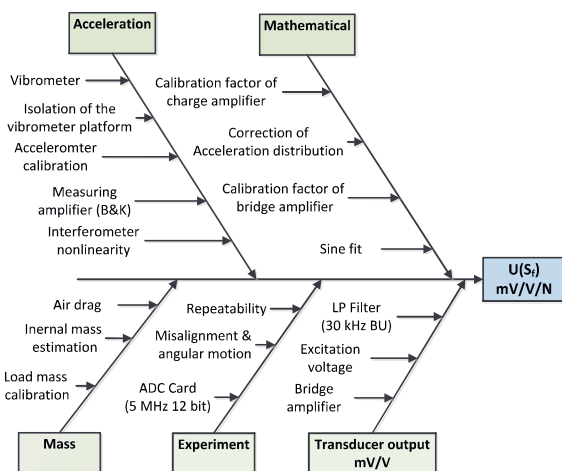 Acceleration
Mathematical
Vibrometer
Isolation of the
vibrometer platform
Acceleromter
calibration
Measuring
amplifier (B&K)
Interferometer
nonlinearity
Calibration factor of
charge amplifier
Correction of
Acceleration distribution
Calibration factor of
bridge amplifier
Sine fit
U(Sf)
mV/V/N
Air drag
Inernal mass
estimation
Load mass
calibration
Repeatability
Misalignment &
angular motion
ADC Card
(5 MHz 12 bit)
LP Filter
(30 kHz BU)
Excitation
voltage
Bridge
amplifier
Mass
Experiment
Transducer output
mV/V